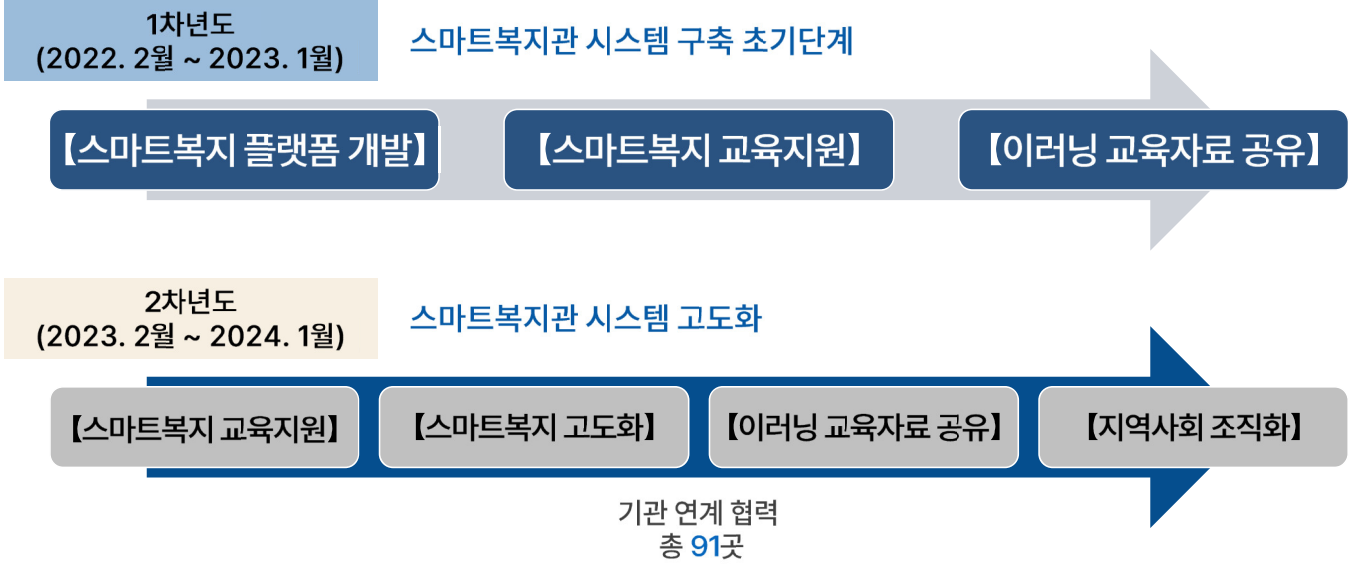 1차년도
(2022. 2월 ~ 2023. 1월)
스마트복지관 시스템 구축 초기단계
【스마트복지 플랫폼 개발】
【스마트복지 교육지원】
【이러닝 교육자료 공유】
2차년도
(2023. 2월 ~ 2024. 1월)
스마트복지관 시스템 고도화
【스마트복지 교육지원】
【스마트복지 고도화】
【이러닝 교육자료 공유】
【지역사회 조직화】
기관 연계 협력
총 91곳